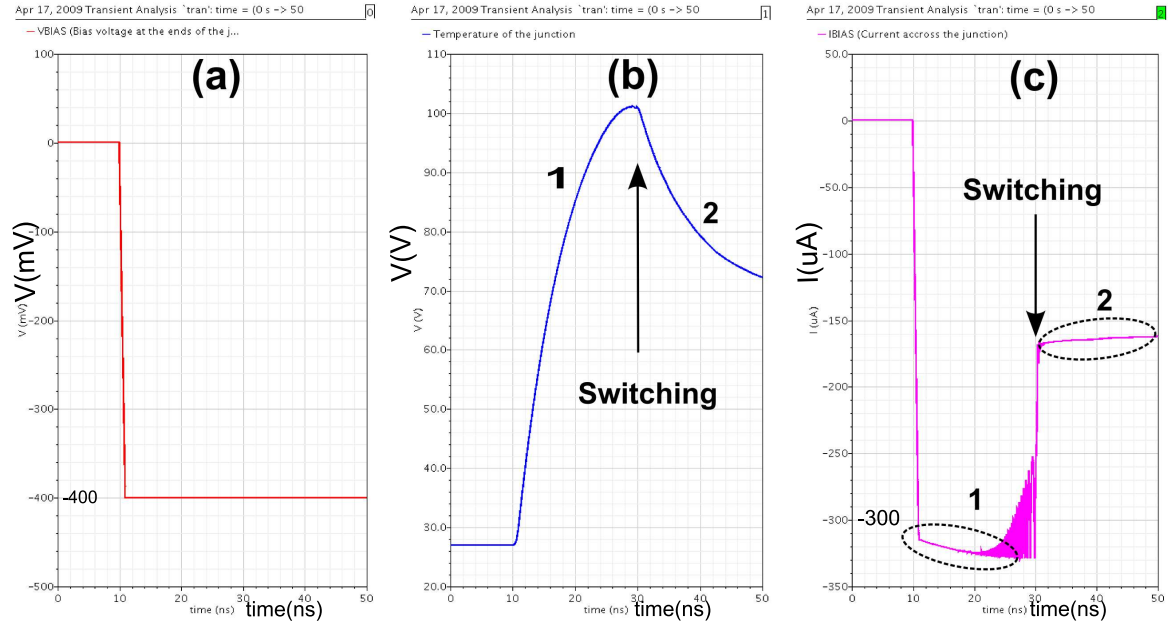 Apr 17, 2009 Transient Analysis `tran': time = (0 s -> 50
0
VBIAS (Bias voltage at the ends of the j...
(a)
100
0
-100
-200
-300
-400
-400
-500
V(mV)
V (mV)
0
10
20
30
40
50
time (ns)
time(ns)
Apr 17, 2009 Transient Analysis `tran': time = (0 s -> 50
1
Temperature of the junction
(b)
110
100
90.0
80.0
70.0
60.0
50.0
40.0
30.0
20.0
V(V)
V (V)
1
2
Switching
0
10
20
30
40
50
time (ns)
time(ns)
Apr 17, 2009 Transient Analysis `tran': time = (0 s -> 50
2
IBIAS (Current accross the junction)
(c)
50.0
0
-50.0
-100
-150
-200
-250
-300
-300
-350
I(uA)
I (uA)
Switching
2
1
0
10
20
30
40
50
time (ns)
time(ns)